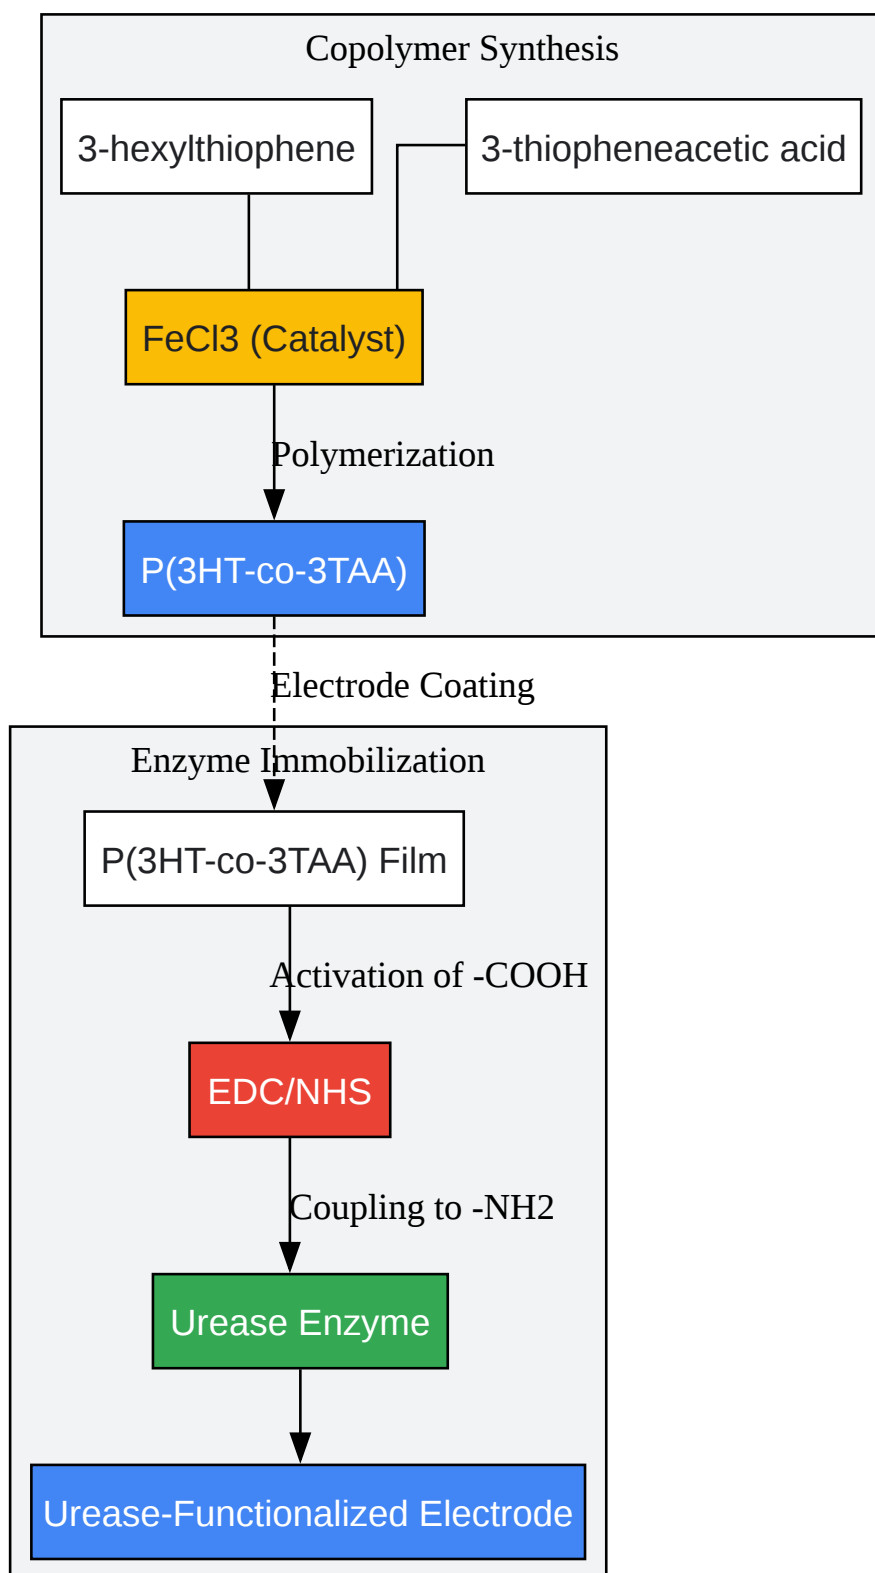 Copolymer Synthesis
3-hexylthiophene
3-thiopheneacetic acid
FeCl3 (Catalyst)
Polymerization
P(3HT-co-3TAA)
Electrode Coating
Enzyme Immobilization
P(3HT-co-3TAA) Film
Activation of -COOH
EDC/NHS
Coupling to -NH2
Urease Enzyme
Urease-Functionalized Electrode